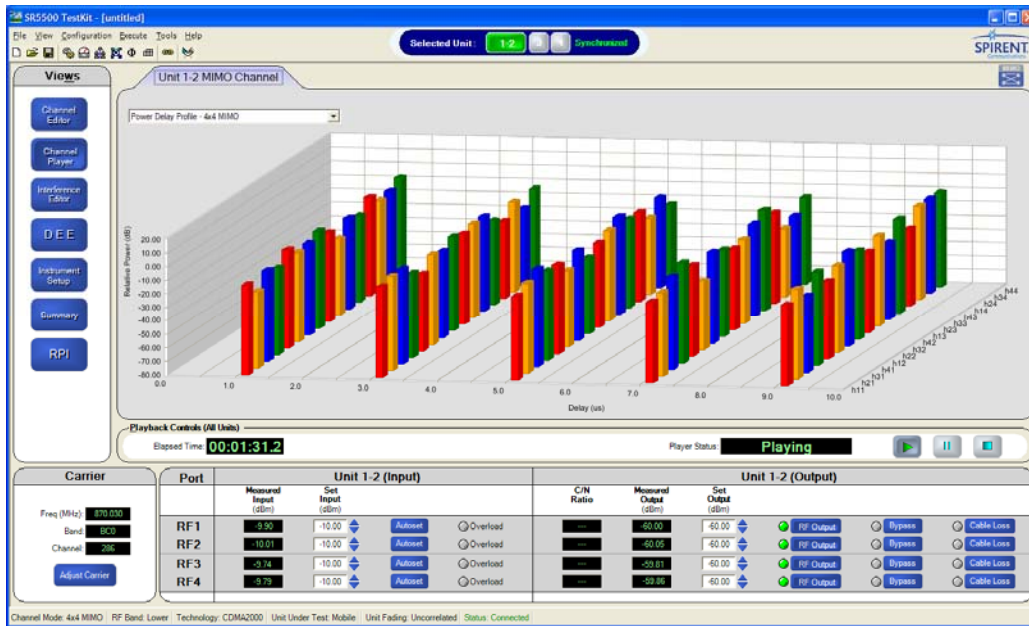 SR5500 TestKit - [untitled]
File View Configuration Execute Tools Help
Selected Unit: 1-2 3 4 Synchronized
SPIRENT
Communications
Views
Channel Editor
Channel Player
Interference Editor
DEE
Instrument Setup
Summary
RPI
Unit 1-2 MIMO Channel
Power Delay Profile - 4x4 MIMO
Relative Power (dB)
20.00
10.00
0.00
-10.00
-20.00
-30.00
-40.00
-50.00
-60.00
-70.00
-80.00
0.0 1.0 2.0 3.0 4.0 5.0 6.0 7.0 8.0 9.0 10.0
Delay (us)
h11 h21 h31 h41 h12 h22 h32 h42 h13 h23 h33 h43 h14 h24 h34 h44
Playback Controls (All Units)
Elapsed Time: 00:01:31.2
Player Status: Playing
Carrier
Freq (MHz): 870.030
Band: BC0
Channel: 286
Adjust Carrier
Port Unit 1-2 (Input) Unit 1-2 (Output)
Measured Input (dBm) Set Input (dBm) C/N Ratio Measured Output (dBm) Set Output (dBm)
RF1 -9.90 -10.00 Autoset Overload --- -60.00 -60.00 RF Output Bypass Cable Loss
RF2 -10.01 -10.00 Autoset Overload --- -60.05 -60.00 RF Output Bypass Cable Loss
RF3 -9.74 -10.00 Autoset Overload --- -59.81 -60.00 RF Output Bypass Cable Loss
RF4 -9.79 -10.00 Autoset Overload --- -59.86 -60.00 RF Output Bypass Cable Loss
Channel Mode: 4x4 MIMO RF Band: Lower Technology: CDMA2000 Unit Under Test: Mobile Unit Fading: Uncorrelated Status: Connected